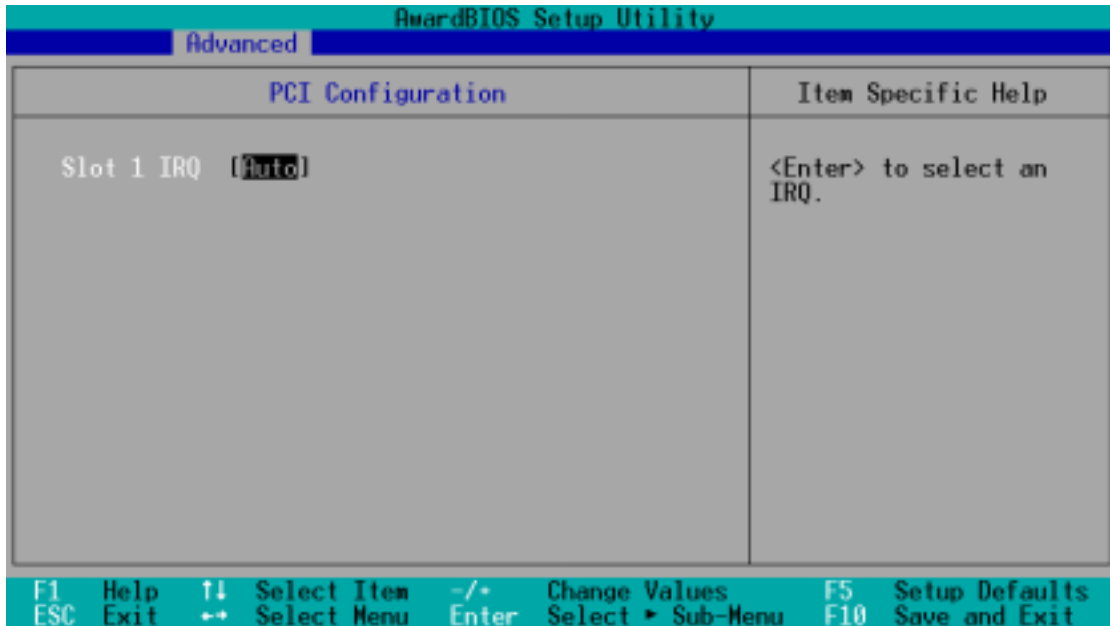 AwardBIOS Setup Utility
Advanced
PCI Configuration
Item Specific Help
Slot 1 IRQ [Auto]
<Enter> to select an
IRQ.
F1 Help ↑↓ Select Item -/+ Change Values F5 Setup Defaults
ESC Exit ←→ Select Menu Enter Select ► Sub-Menu F10 Save and Exit